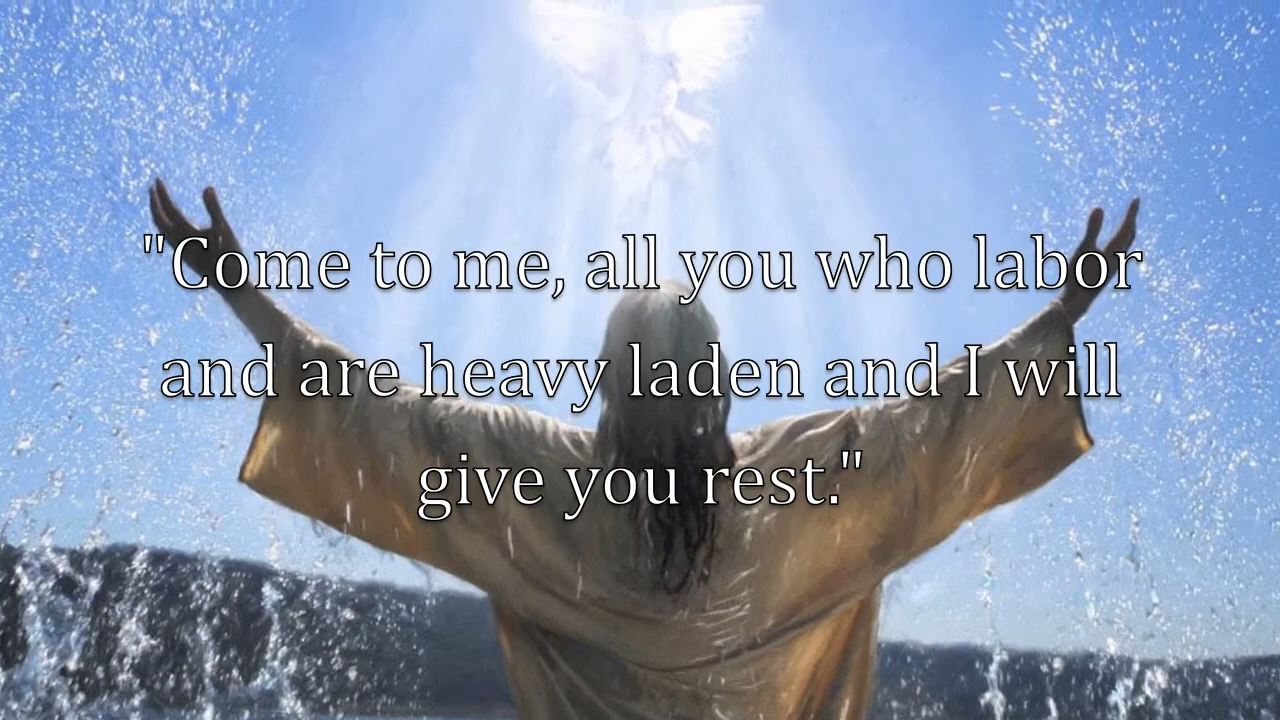 "Come to me, all you who labor
and are heavy laden and I will
give you rest."